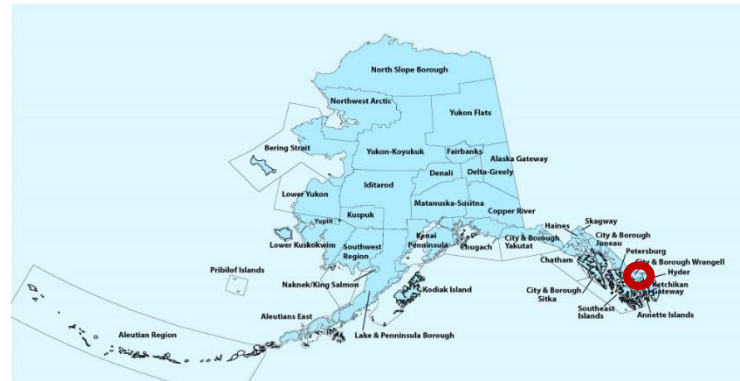 North Slope Borough
Northwest Arctic
Yukon Flats
Bering Strait
Yukon-Koyukuk
Fairbanks
Alaska Gateway
Denali
Delta-Greely
Iditarod
Lower Yukon
Matanuska-Susitna
Copper River
Kuspuk
Yupiit
Lower Kuskokwim
Southwest
Region
Kenai
Penninsula
Chugach
City & Borough
Yakutat
Haines
Skagway
City & Borough
Juneau
Petersburg
City & Borough Wrangell
Hyder
Chatham
Ketchikan
Gateway
City & Borough
Sitka
Southeast
Islands
Annette Islands
Pribilof Islands
Naknek/King Salmon
Kodiak Island
Aleutians East
Lake & Penninsula Borough
Aleutian Region